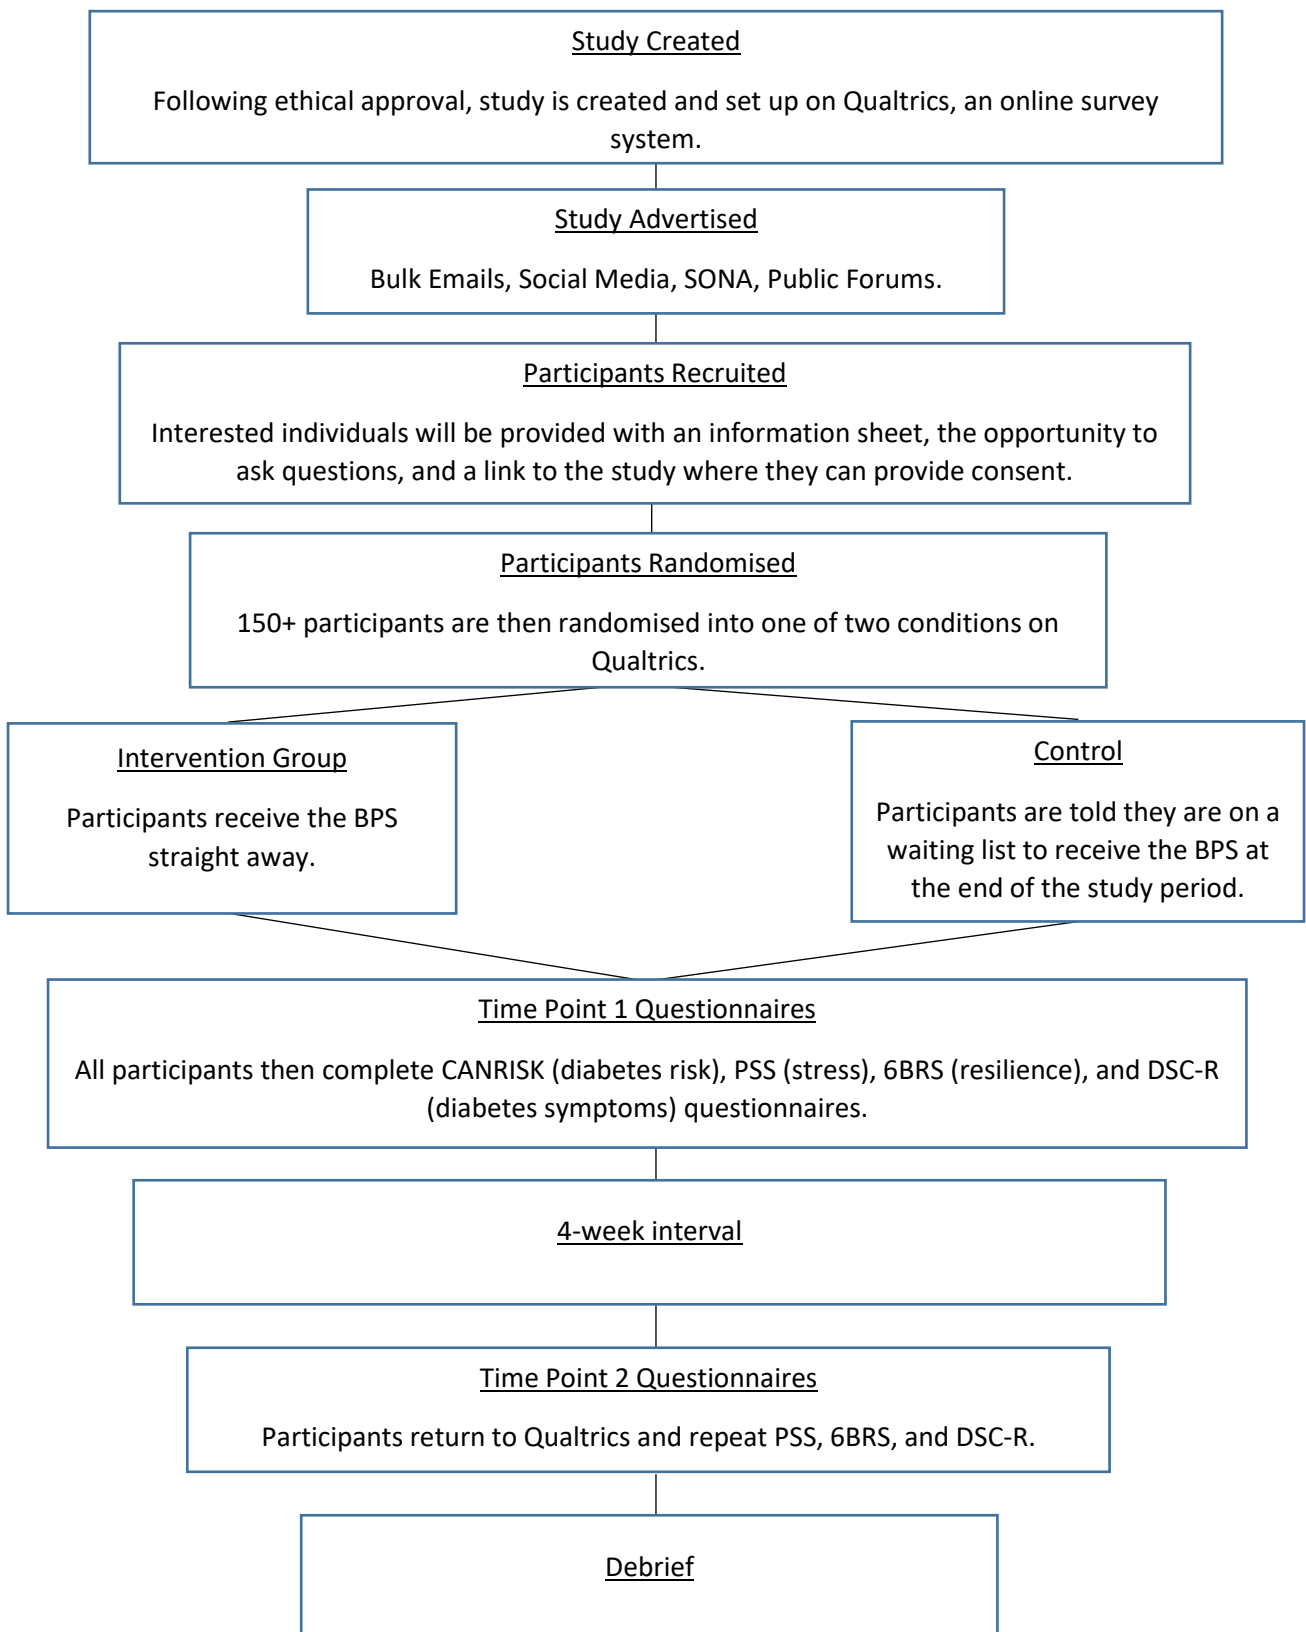 Study Created
Following ethical approval, study is created and set up on Qualtrics, an online survey
system.
Study Advertised
Bulk Emails, Social Media, SONA, Public Forums.
Participants Recruited
Interested individuals will be provided with an information sheet, the opportunity to
ask questions, and a link to the study where they can provide consent.
Participants Randomised
150+ participants are then randomised into one of two conditions on
Qualtrics.
Intervention Group
Participants receive the BPS
straight away.
Control
Participants are told they are on a
waiting list to receive the BPS at
the end of the study period.
Time Point 1 Questionnaires
All participants then complete CANRISK (diabetes risk), PSS (stress), 6BRS (resilience), and DSC-R
(diabetes symptoms) questionnaires.
4-week interval
Time Point 2 Questionnaires
Participants return to Qualtrics and repeat PSS, 6BRS, and DSC-R.
Debrief